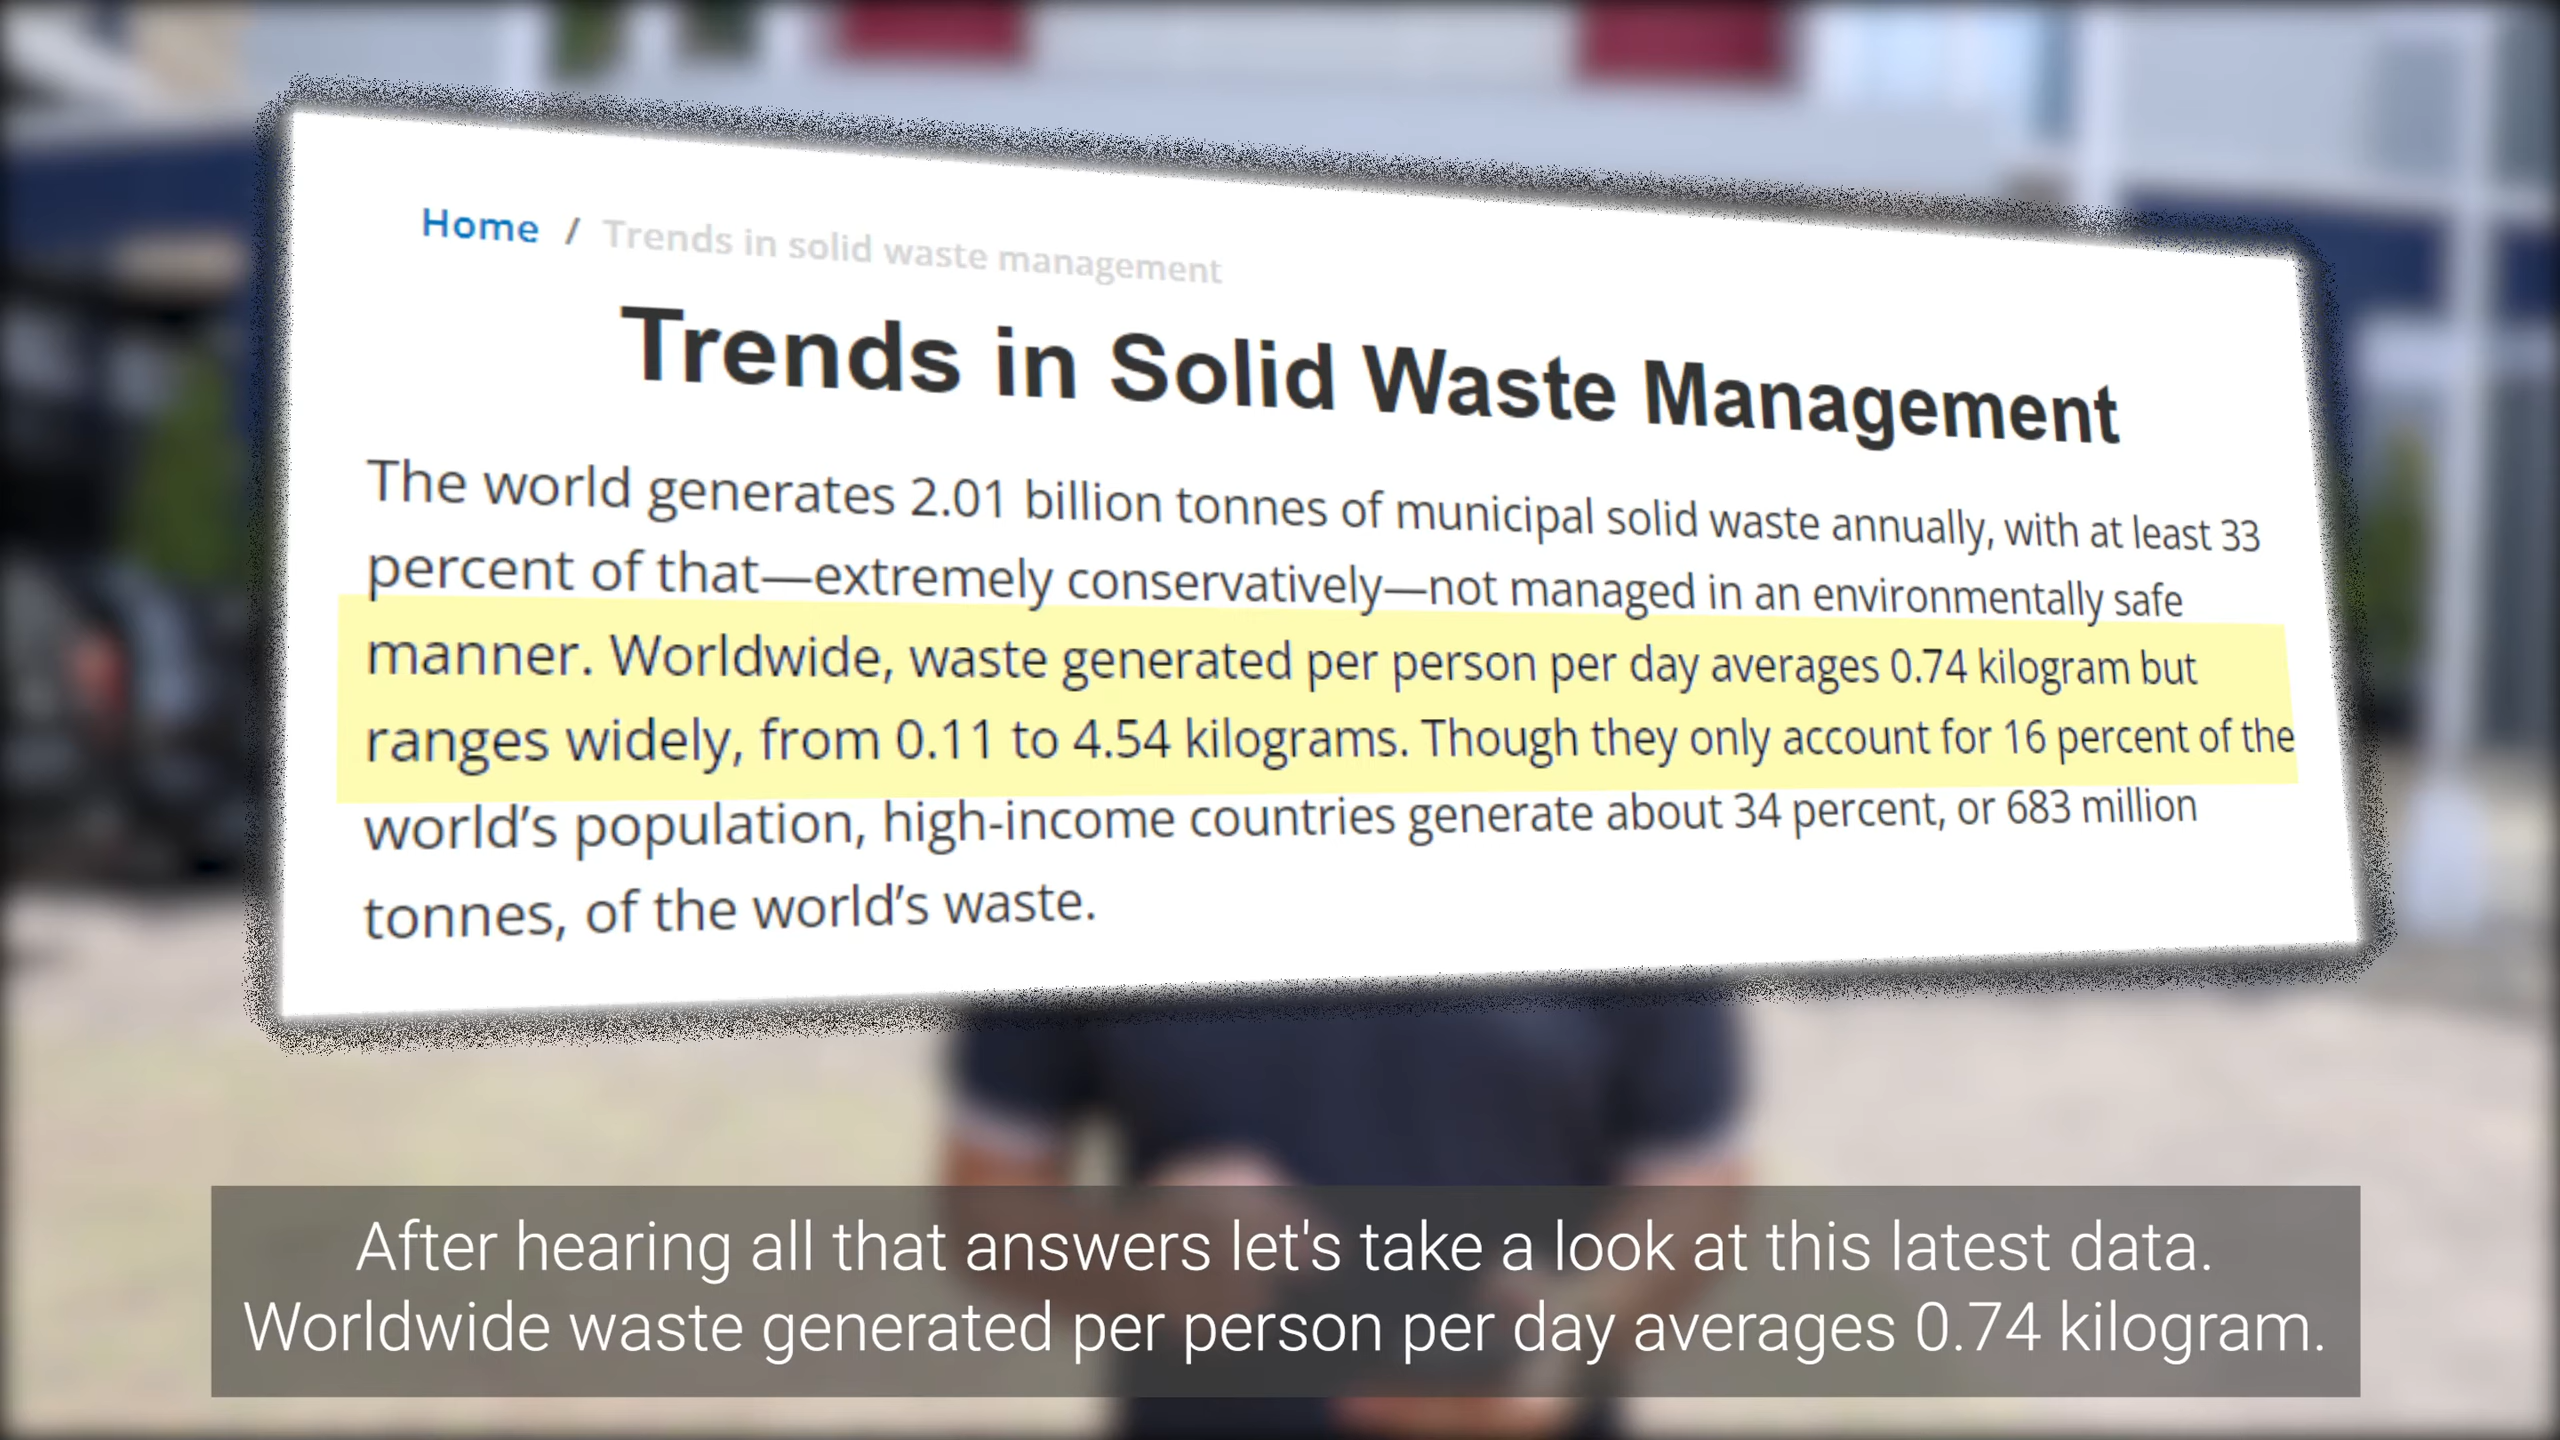 Home / Trends in solid waste management
Trends in Solid Waste Management
The world generates 2.01 billion tonnes of municipal solid waste annually, with at least 33
percent of that—extremely conservatively—not managed in an environmentally safe
manner. Worldwide, waste generated per person per day averages 0.74 kilogram but
ranges widely, from 0.11 to 4.54 kilograms. Though they only account for 16 percent of the
world’s population, high-income countries generate about 34 percent, or 683 million
tonnes, of the world’s waste.
After hearing all that answers let's take a look at this latest data.
Worldwide waste generated per person per day averages 0.74 kilogram.